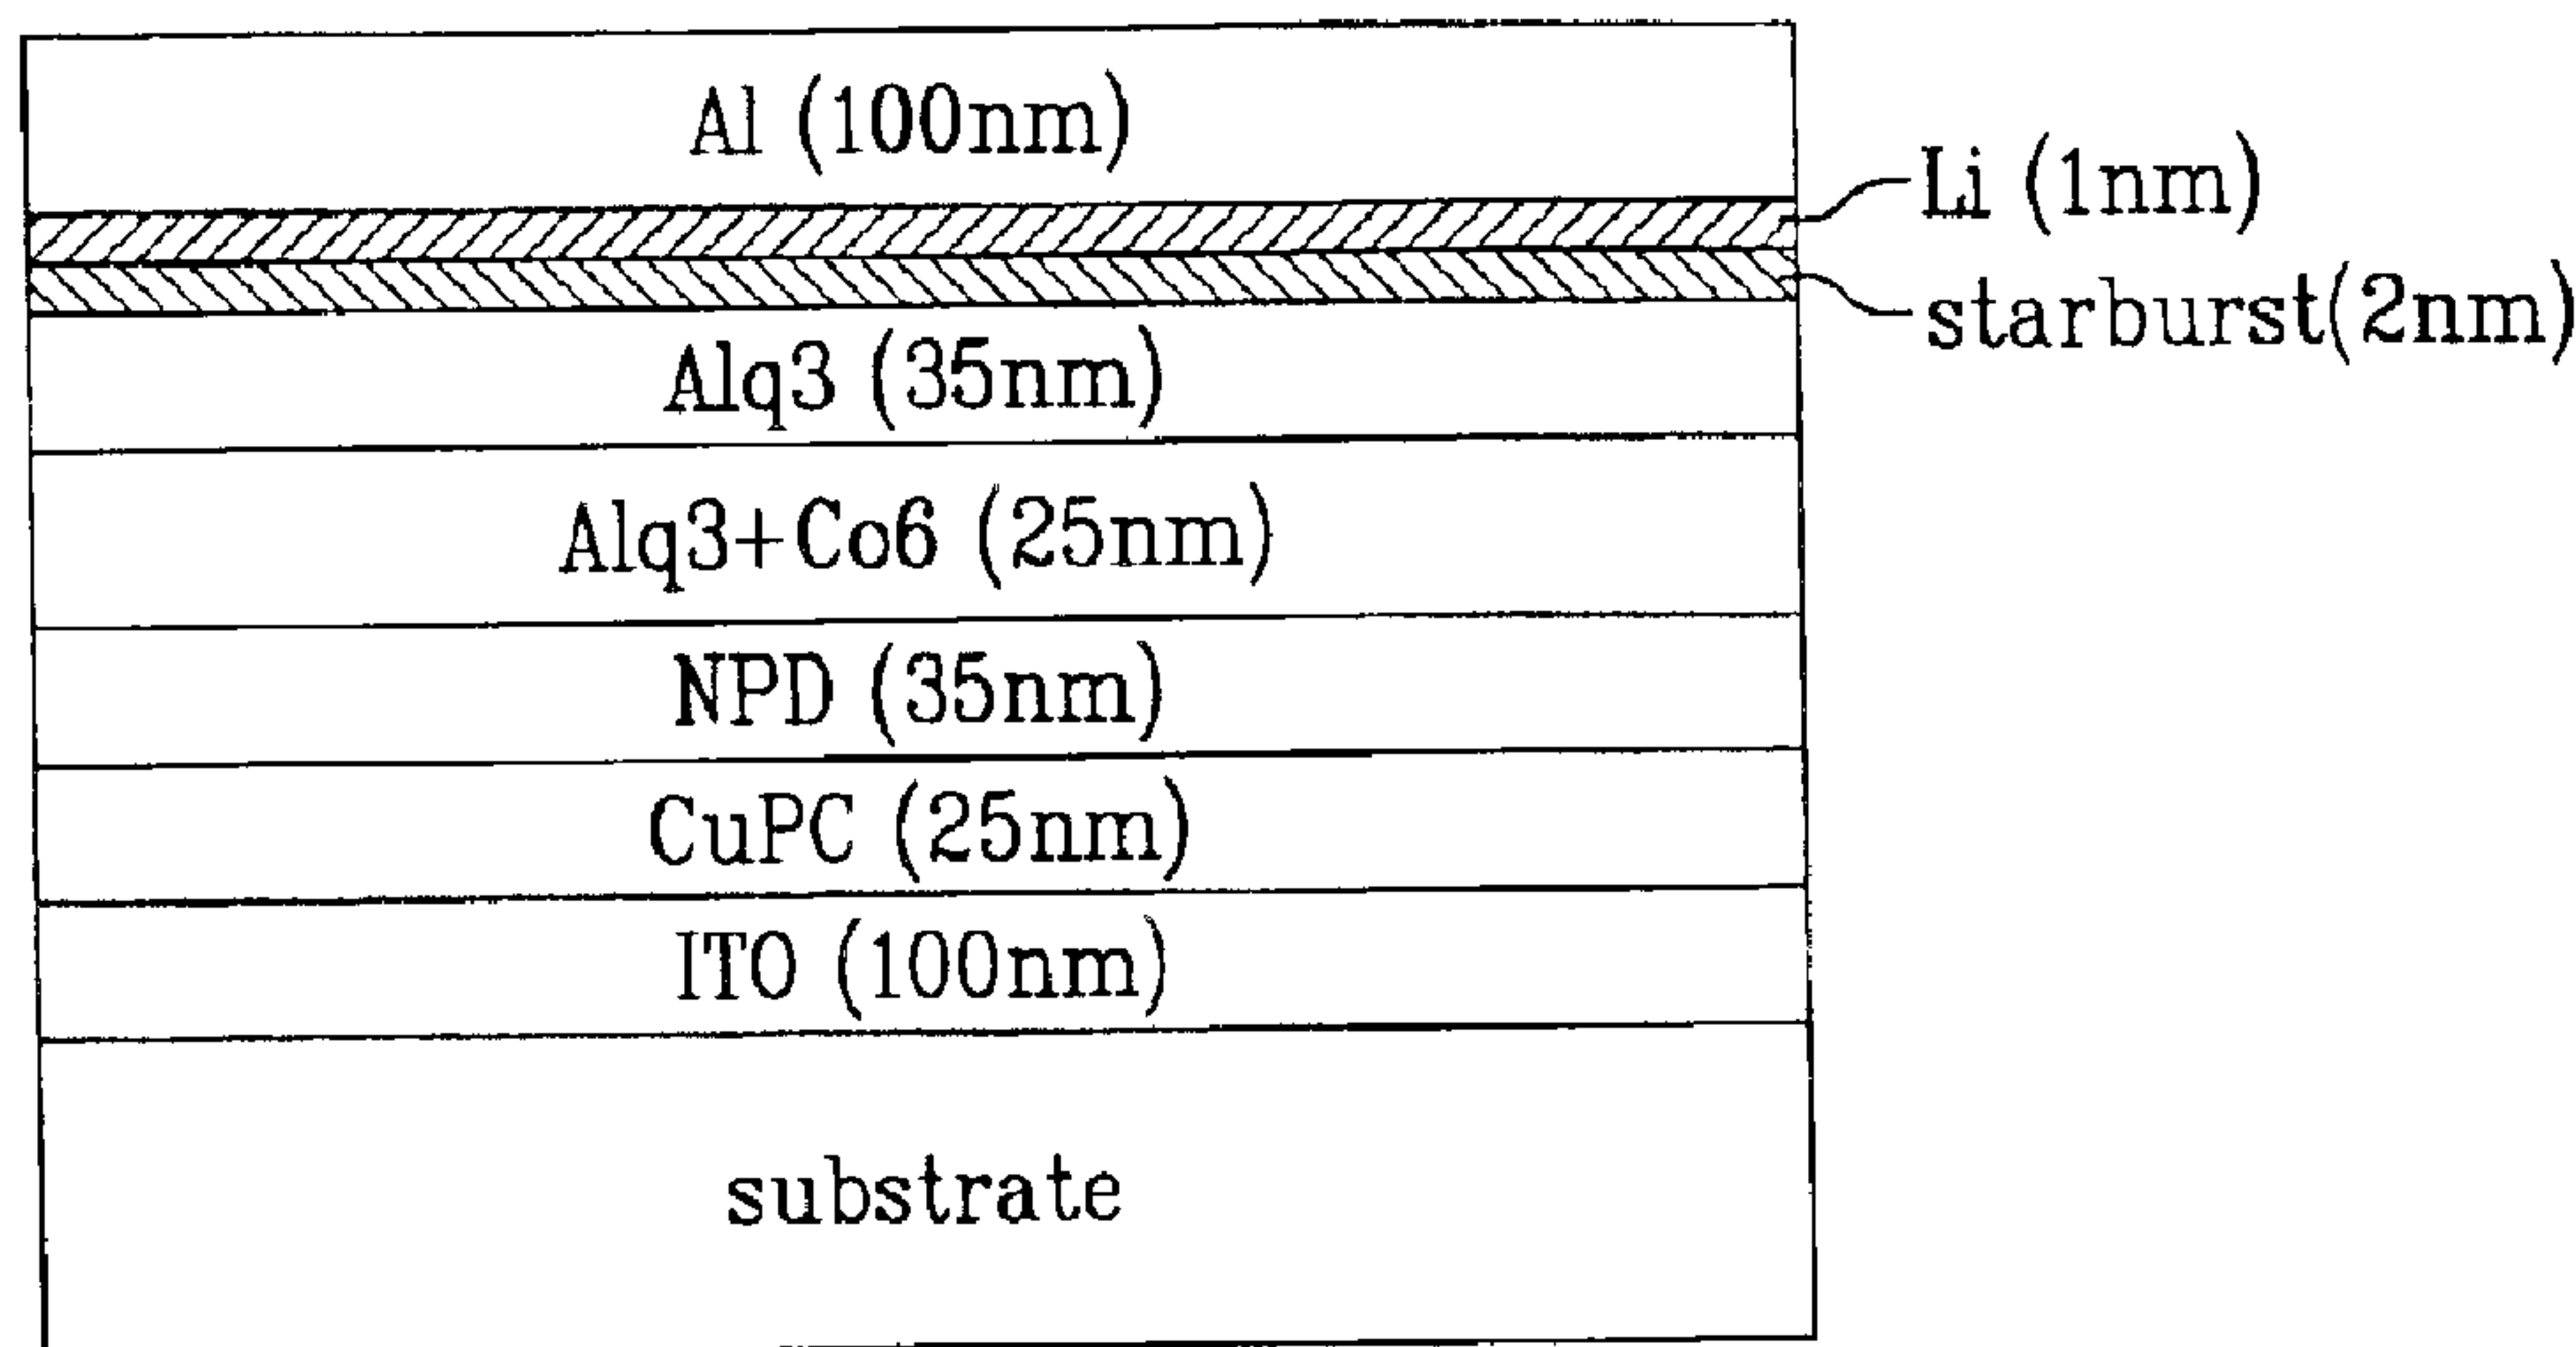 Al (100nm)
Li (1nm)
starburst(2nm)
Alq3 (35nm)
Alq3+Co6 (25nm)
NPD (35nm)
CuPC (25nm)
ITO (100nm)
substrate